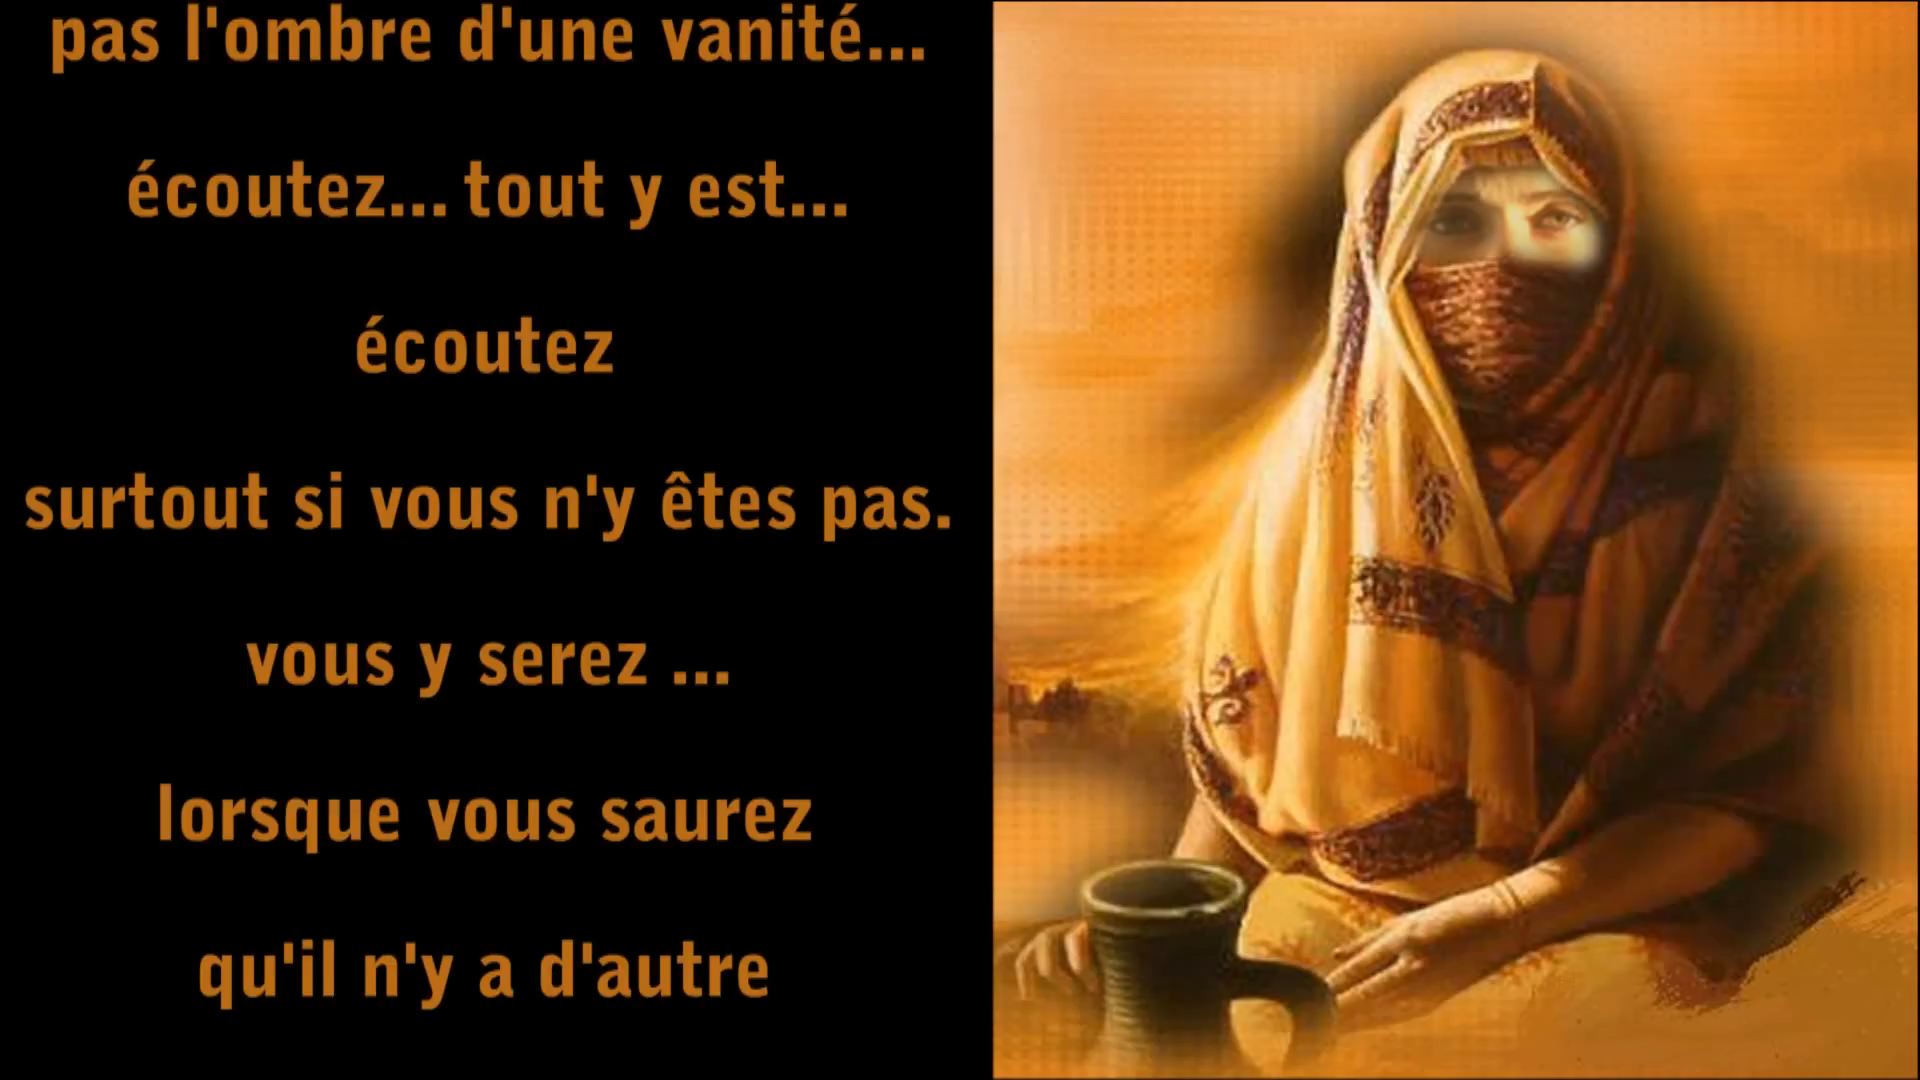 pas l'ombre d'une vanité...
écoutez... tout y est...
écoutez
surtout si vous n'y êtes pas.
vous y serez ...
lorsque vous saurez
qu'il n'y a d'autre